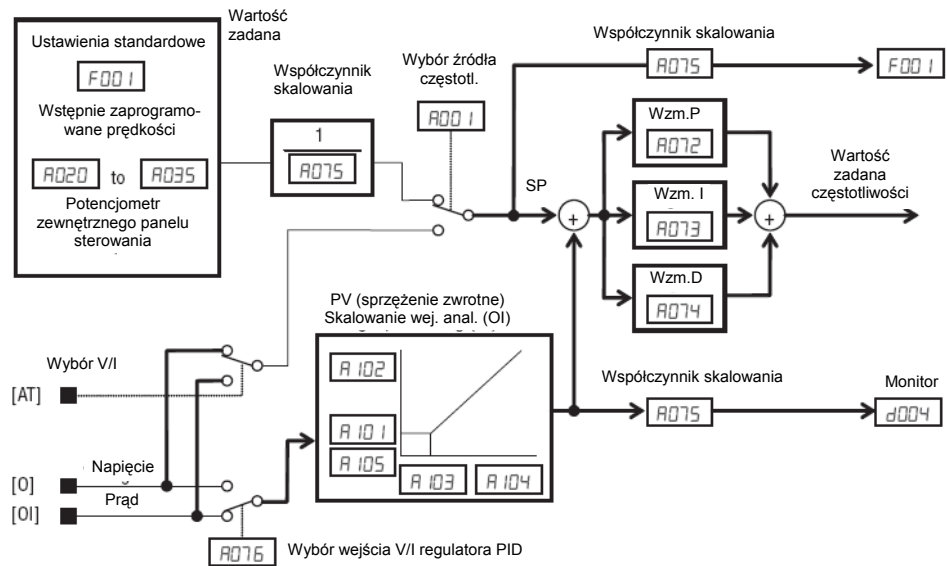 Wartość
zadana
Ustawienia standardowe
F001
Wstępnie zaprogramo-
wane prędkości
A020 to A035
Potencjometr
zewnętrznego panelu
sterowania
Współczynnik
skalowania
1
A075
Wybór źródła
częstotl.
A001
Współczynnik skalowania
A075
F001
SP
+
Wzm.P
A072
Wzm. I
A073
Wzm.D
A074
+
Wartość
zadana
częstotliwości
PV (sprzężenie zwrotne)
Skalowanie wej. anal. (OI)
A102
A101
A105
A103
A104
Współczynnik skalowania
A075
Monitor
d004
Wybór V/I
[AT]
[O]
Napięcie
Prąd
[OI]
A076
Wybór wejścia V/I regulatora PID